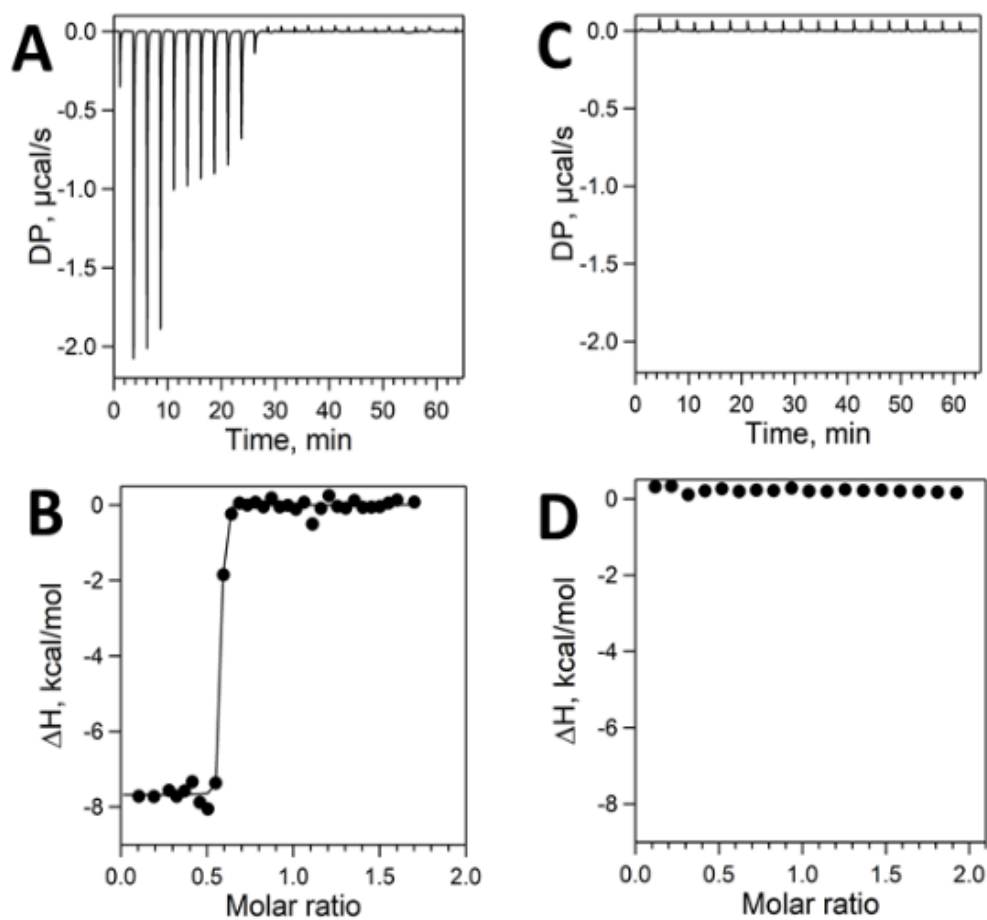 A
DP, µcal/s
0.0
-0.5
-1.0
-1.5
-2.0
0 10 20 30 40 50 60
Time, min
C
DP, µcal/s
0.0
-0.5
-1.0
-1.5
-2.0
0 10 20 30 40 50 60
Time, min
B
ΔH, kcal/mol
0
-2
-4
-6
-8
0.0 0.5 1.0 1.5 2.0
Molar ratio
D
ΔH, kcal/mol
0
-2
-4
-6
-8
0.0 0.5 1.0 1.5 2.0
Molar ratio